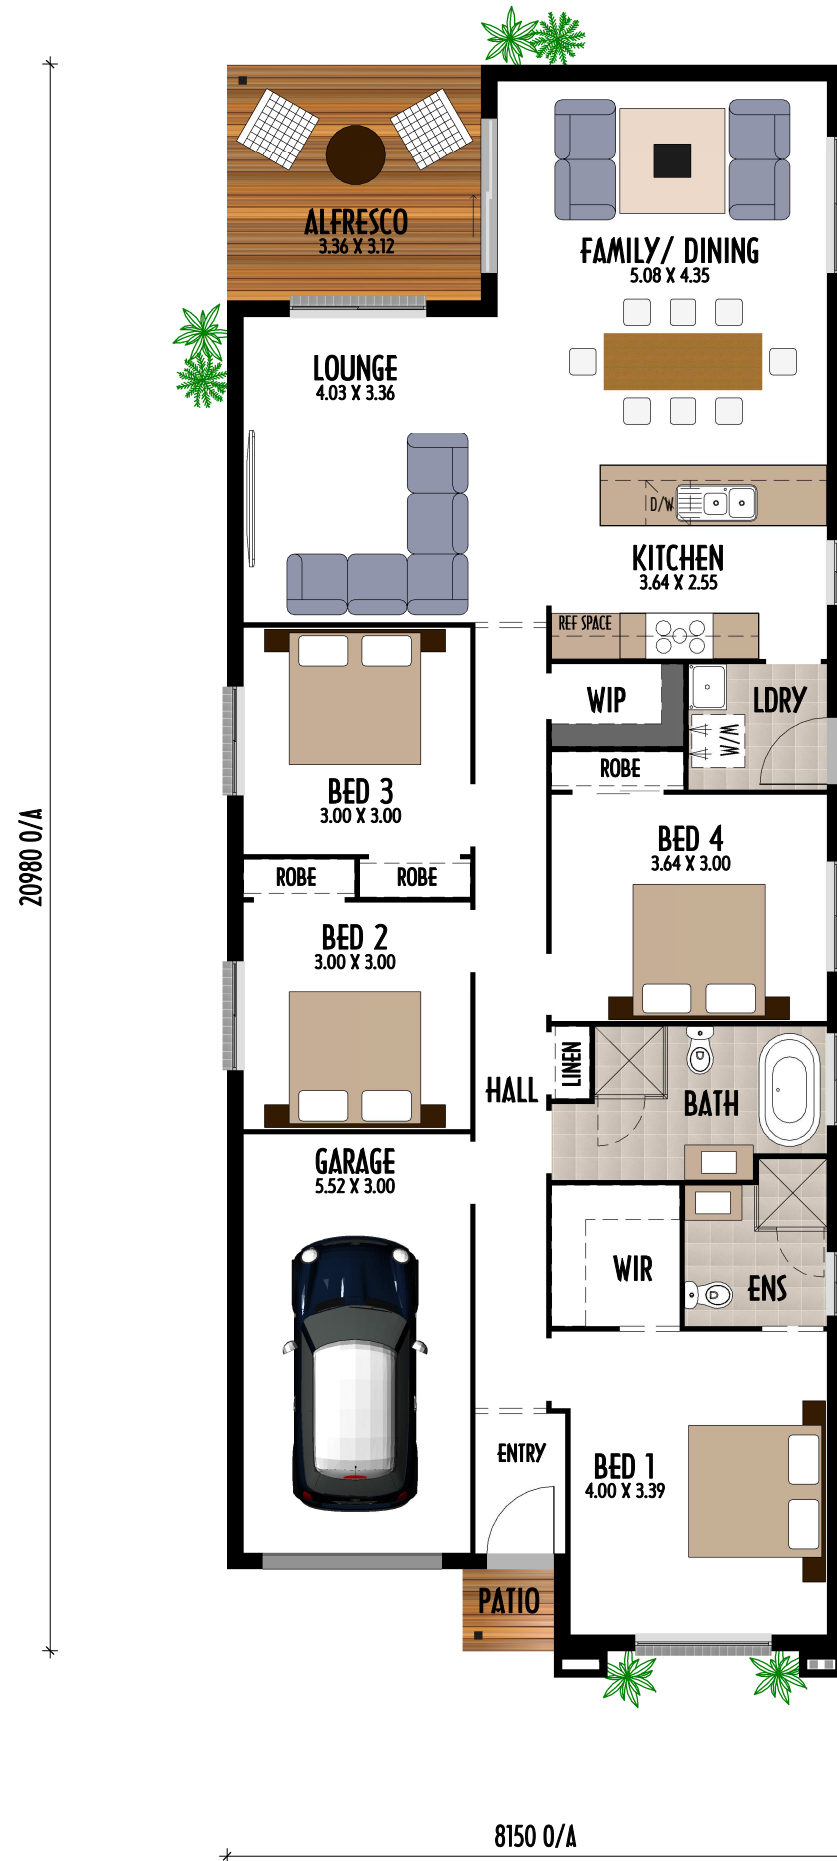 ALFRESCO
3.36 X 3.12
FAMILY/ DINING
5.08 X 4.35
LOUNGE
4.03 X 3.36
D/W
KITCHEN
3.64 X 2.55
REF SPACE
WIP
LDRY
W/M
ROBE
BED 3
3.00 X 3.00
BED 4
3.64 X 3.00
20980 O/A
ROBE
ROBE
BED 2
3.00 X 3.00
LINEN
HALL
BATH
GARAGE
5.52 X 3.00
WIR
ENS
ENTRY
BED 1
4.00 X 3.39
PATIO
8150 O/A